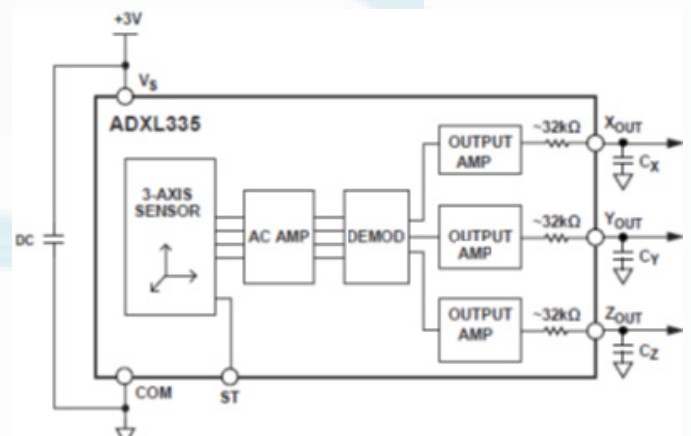 +3V
VS
ADXL335
3-AXIS
SENSOR
AC AMP
DEMOD
OUTPUT
AMP
~32kΩ
XOUT
CX
OUTPUT
AMP
~32kΩ
YOUT
CY
OUTPUT
AMP
~32kΩ
ZOUT
CZ
DC
COM
ST